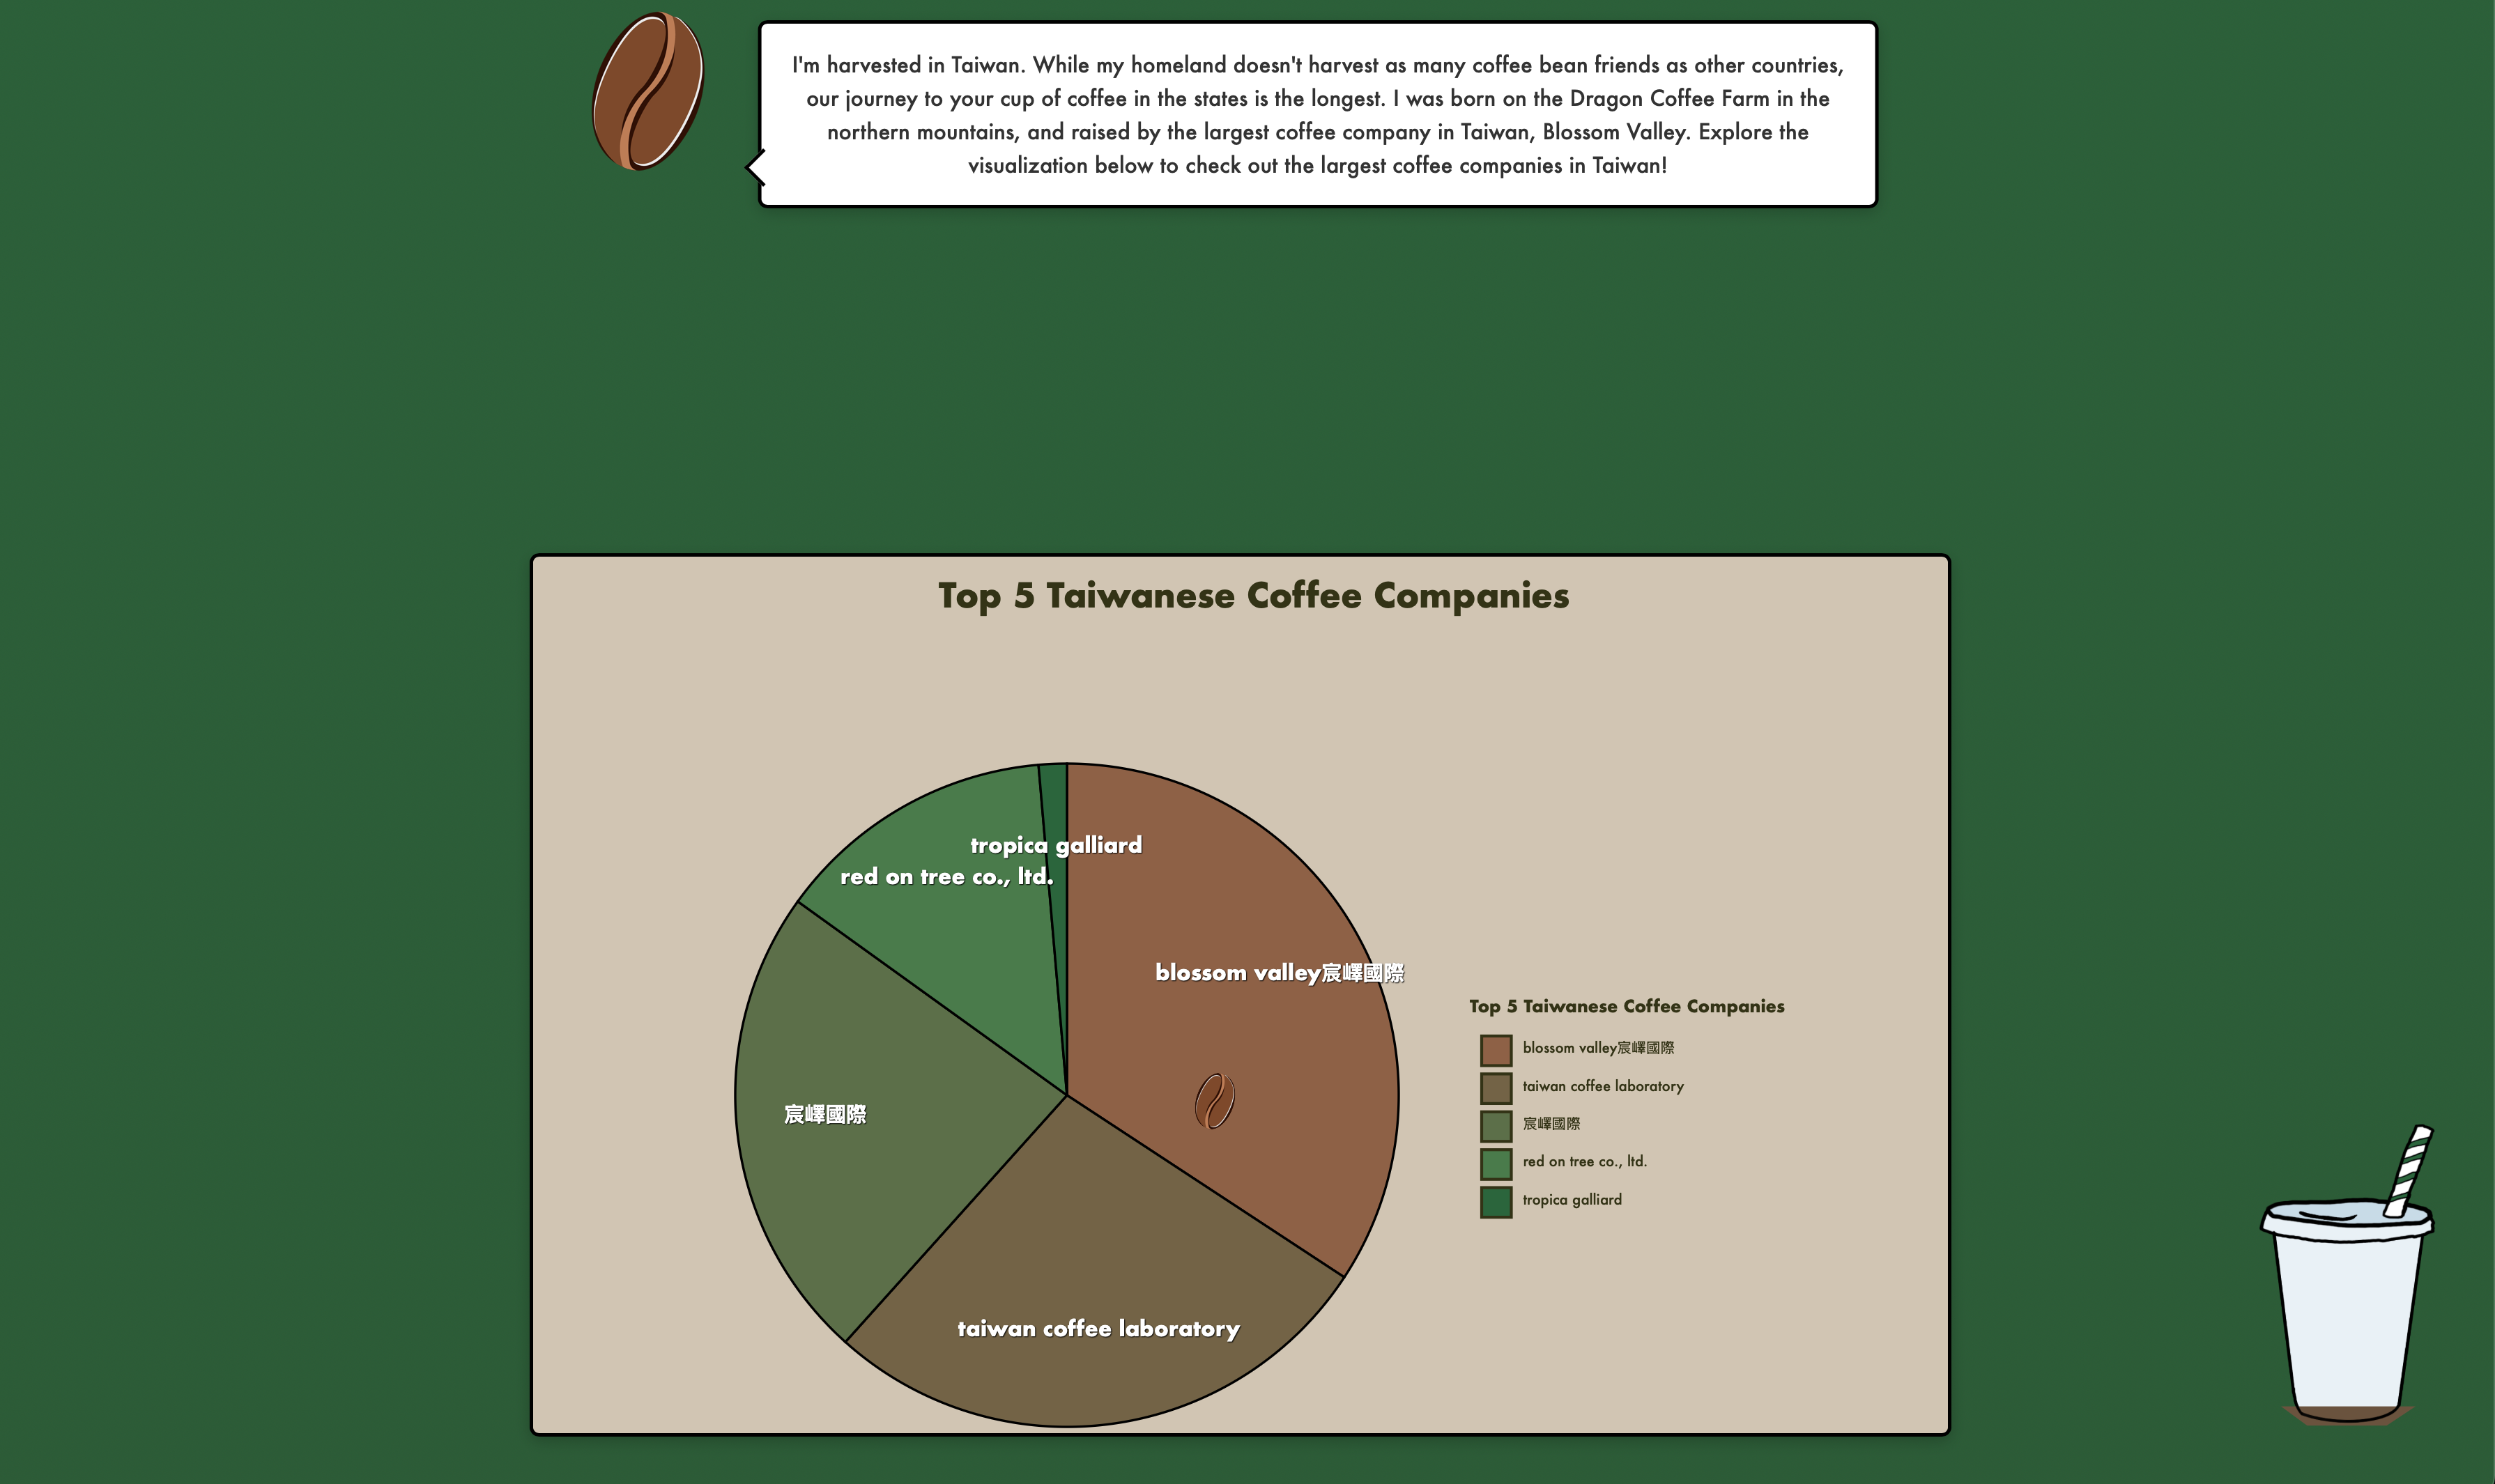 I'm harvested in Taiwan. While my homeland doesn't harvest as many coffee bean friends as other countries,
our journey to your cup of coffee in the states is the longest. I was born on the Dragon Coffee Farm in the
northern mountains, and raised by the largest coffee company in Taiwan, Blossom Valley. Explore the
visualization below to check out the largest coffee companies in Taiwan!
Top 5 Taiwanese Coffee Companies
tropica galliard
red on tree co., ltd.
blossom valley宸嶧國際
宸嶧國際
taiwan coffee laboratory
Top 5 Taiwanese Coffee Companies
blossom valley宸嶧國際
taiwan coffee laboratory
宸嶧國際
red on tree co., ltd.
tropica galliard